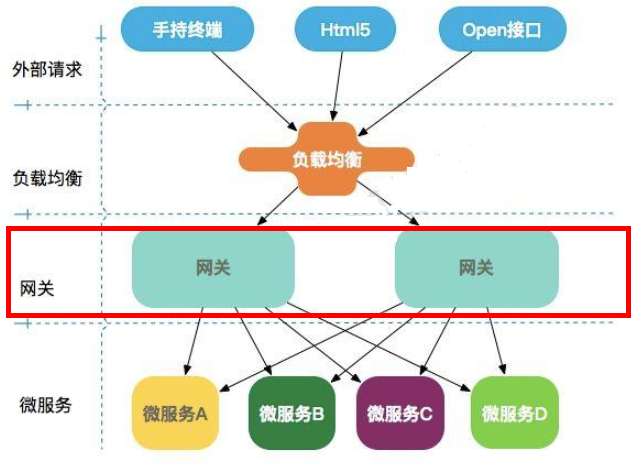 手持终端 Html5 Open接口
外部请求
负载均衡
负载均衡
网关 网关
网关
微服务
微服务A 微服务B 微服务C 微服务D